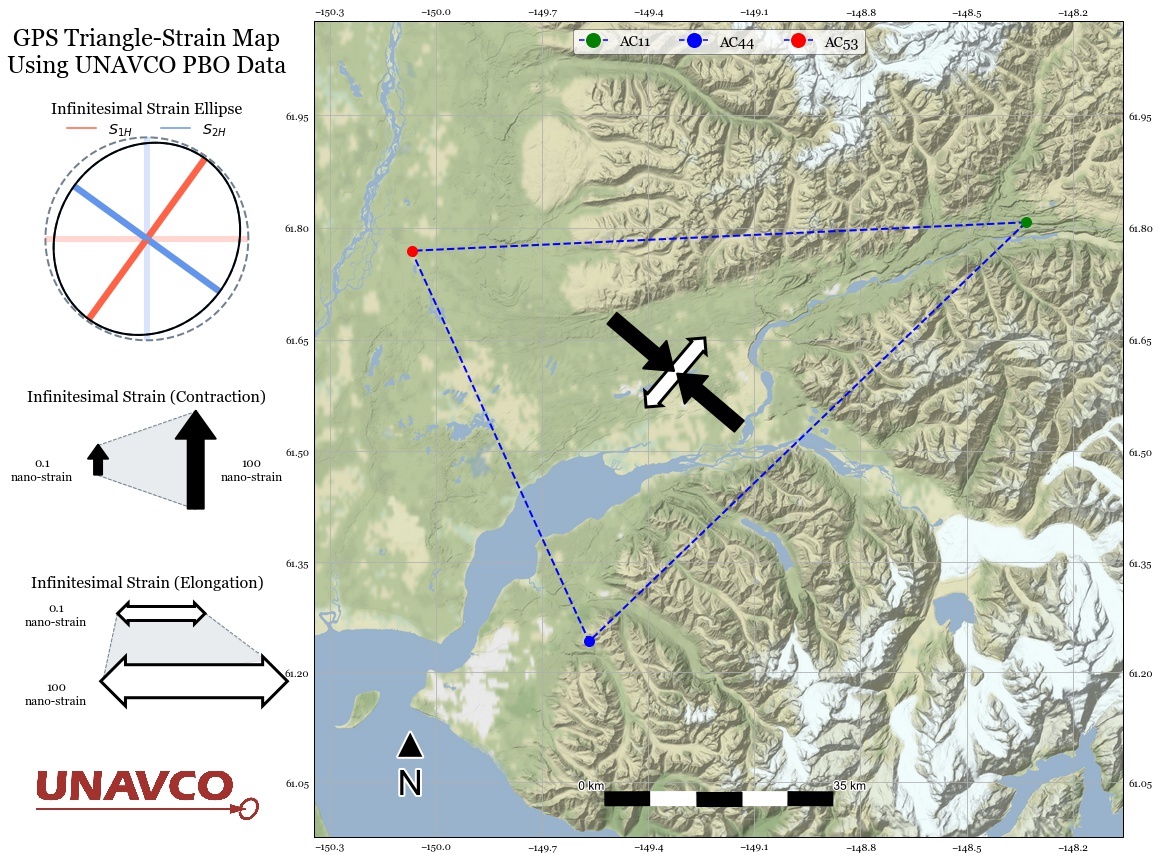 GPS Triangle-Strain Map
Using UNAVCO PBO Data
Infinitesimal Strain Ellipse
S1H S2H
Infinitesimal Strain (Contraction)
0.1
nano-strain
100
nano-strain
Infinitesimal Strain (Elongation)
0.1
nano-strain
100
nano-strain
UNAVCO
−150.3 −150.0 −149.7 −149.4 −149.1 −148.8 −148.5 −148.2
AC11 AC44 AC53
61.95 61.95
61.80 61.80
61.65 61.65
61.50 61.50
61.35 61.35
61.20 61.20
61.05 61.05
N
0 km 35 km
−150.3 −150.0 −149.7 −149.4 −149.1 −148.8 −148.5 −148.2